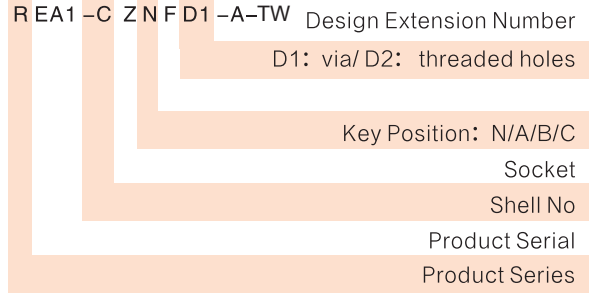 R EA1 -C Z N F D1 -A-TW Design Extension Number
D1: via/ D2: threaded holes
Key Position: N/A/B/C
Socket
Shell No
Product Serial
Product Series